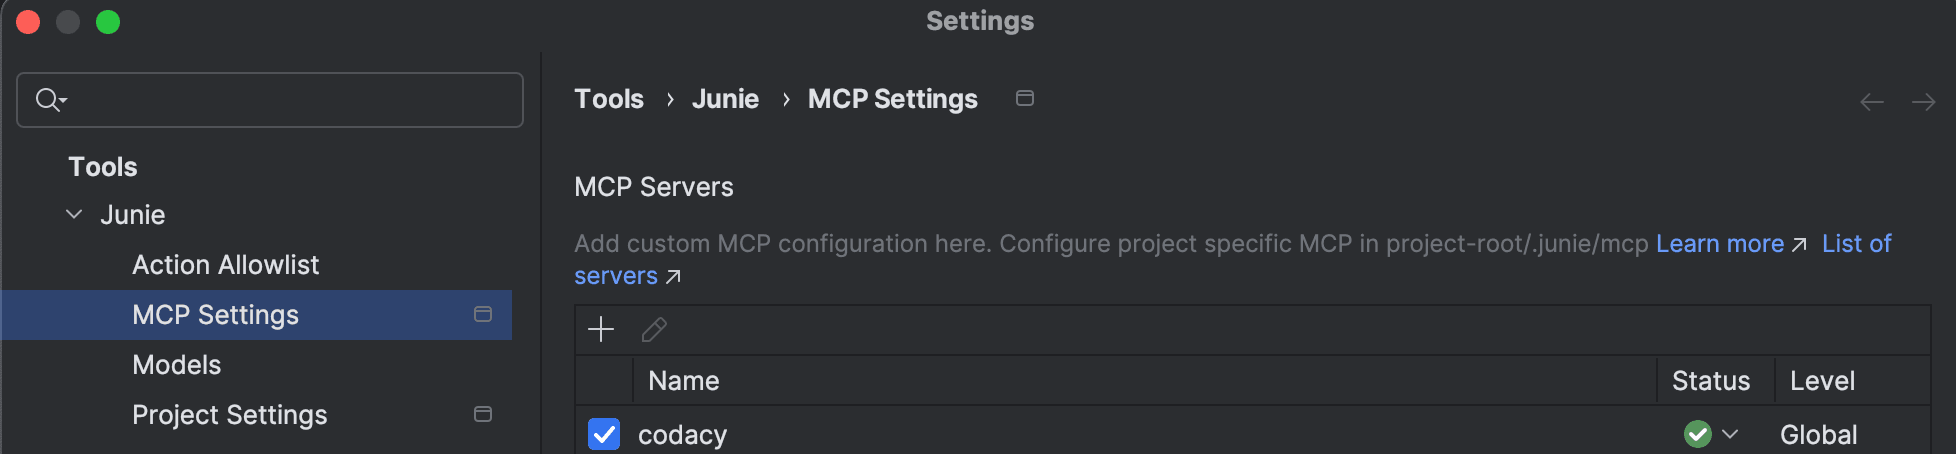 Settings
Tools
Junie
Action Allowlist
MCP Settings
Models
Project Settings
Tools › Junie › MCP Settings
MCP Servers
Add custom MCP configuration here. Configure project specific MCP in project-root/.junie/mcp Learn more ↗ List of
servers ↗
Name Status Level
codacy Global